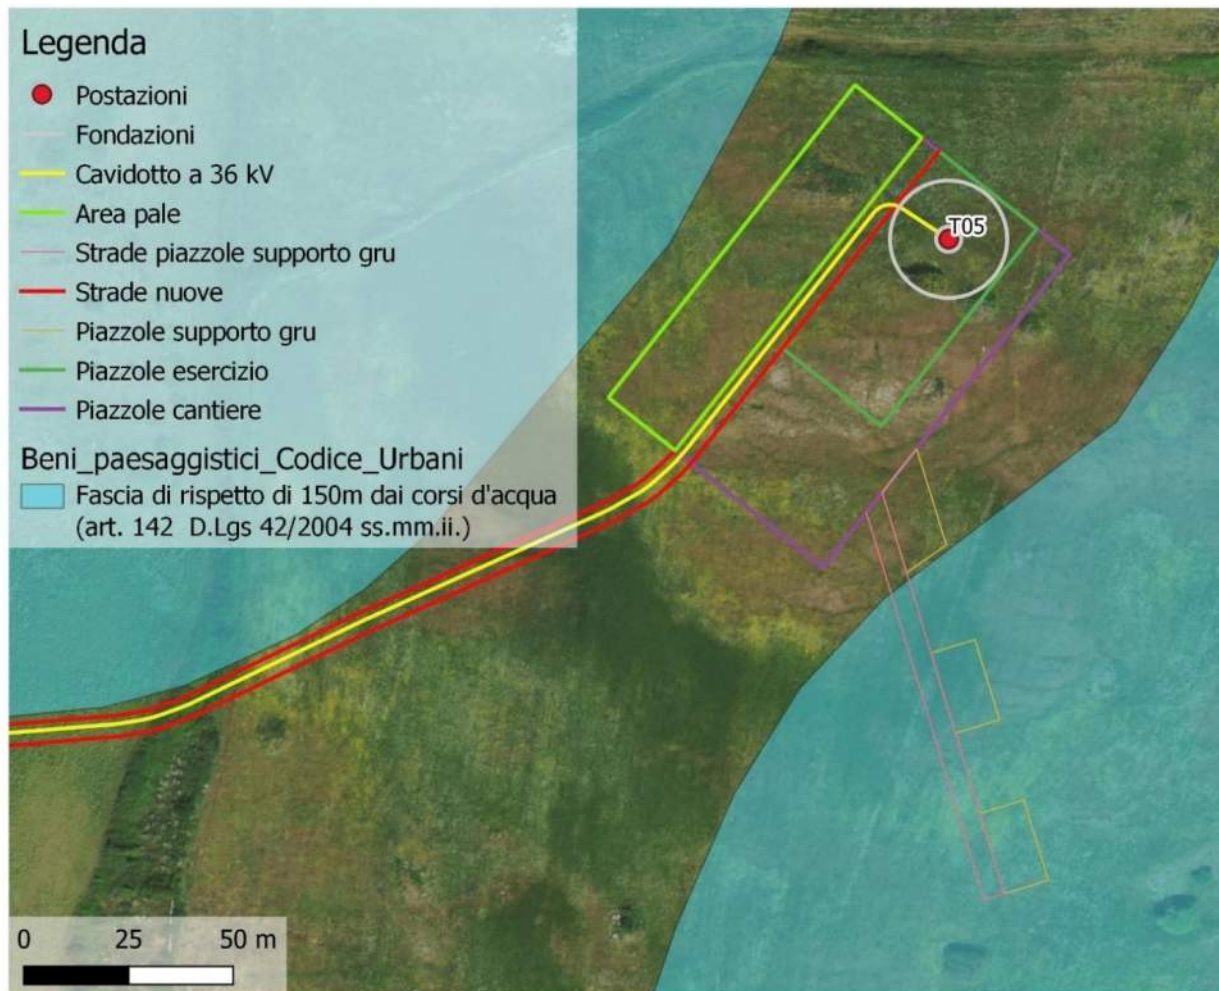 Legenda
Postazioni
Fondazioni
Cavidotto a 36 kV
Area pale
Strade piazzole supporto gru
Strade nuove
Piazzole supporto gru
Piazzole esercizio
Piazzole cantiere
Beni_paesaggistici_Codice_Urbani
Fascia di rispetto di 150m dai corsi d'acqua
(art. 142 D.Lgs 42/2004 ss.mm.ii.)
T05
0 25 50 m